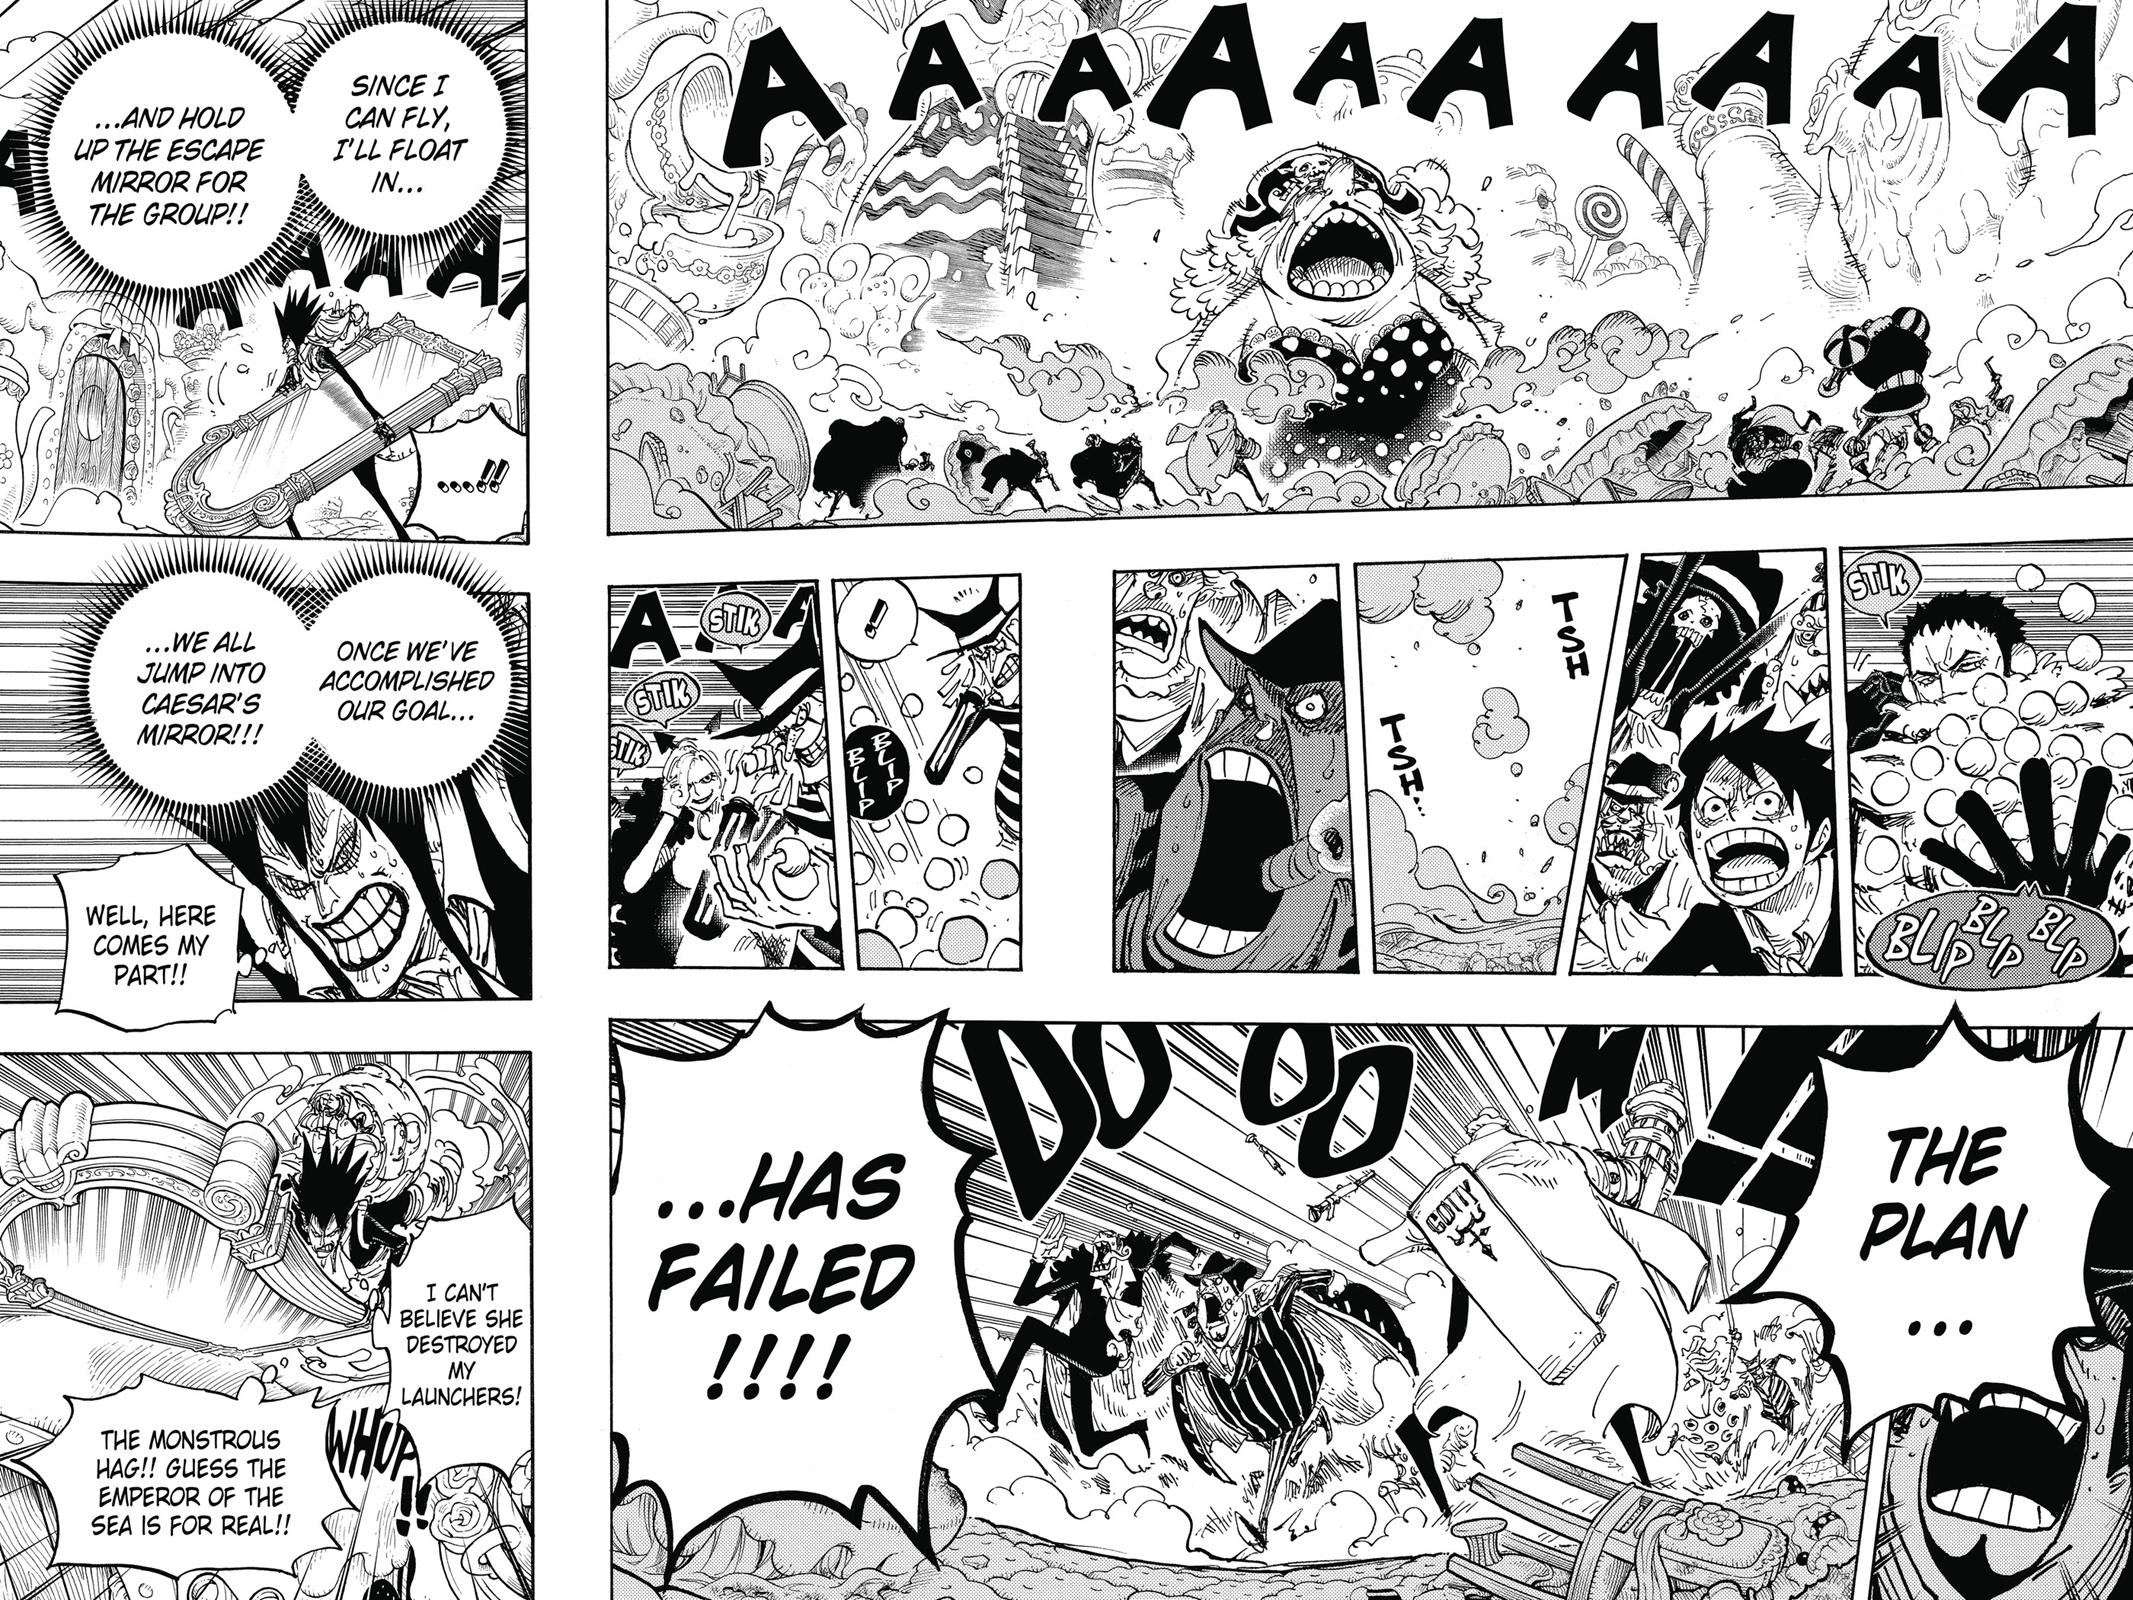 A A A A A A A A A A
STIK
BLIP BLIP BLIP
TSH
TSH...
!
BLIP
BLIP
STIK
STIK
STIK
A A A
THE
PLAN
...
DOOOM!!
GOTTI
...HAS
FAILED
!!!!
SINCE I
CAN FLY,
I'LL FLOAT
IN...
...AND HOLD
UP THE ESCAPE
MIRROR FOR
THE GROUP!!
A A A A A
...!!
ONCE WE'VE
ACCOMPLISHED
OUR GOAL...
...WE ALL
JUMP INTO
CAESAR'S
MIRROR!!!
WELL, HERE
COMES MY
PART!!
I CAN'T
BELIEVE SHE
DESTROYED
MY
LAUNCHERS!
WHUP!!
THE MONSTROUS
HAG!! GUESS THE
EMPEROR OF THE
SEA IS FOR REAL!!